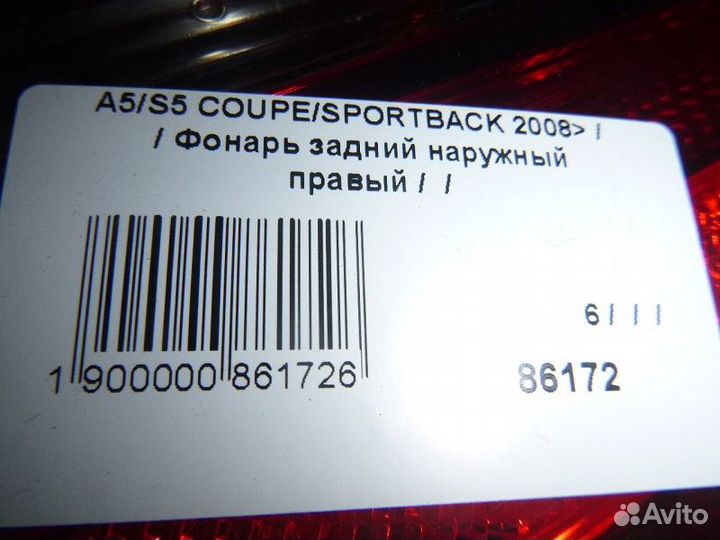 A5/S5 COUPE/SPORTBACK 2008> /
/ Фонарь задний наружный
правый / /
6 / / /
1 900000 861726
86172
Avito